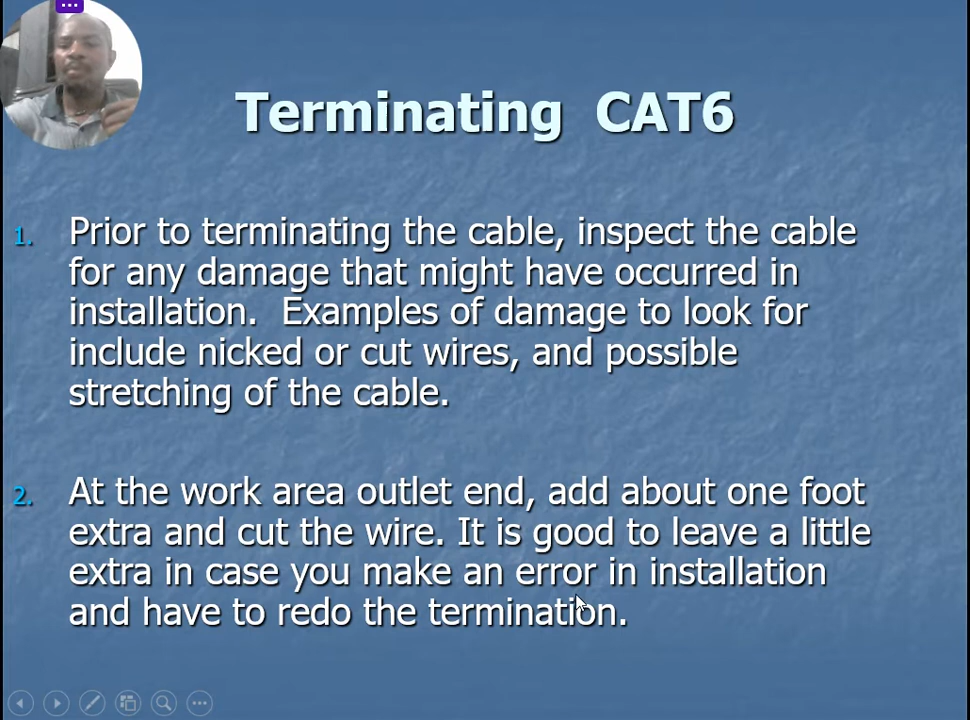 Terminating CAT6
1. Prior to terminating the cable, inspect the cable
for any damage that might have occurred in
installation. Examples of damage to look for
include nicked or cut wires, and possible
stretching of the cable.
2. At the work area outlet end, add about one foot
extra and cut the wire. It is good to leave a little
extra in case you make an error in installation
and have to redo the termination.